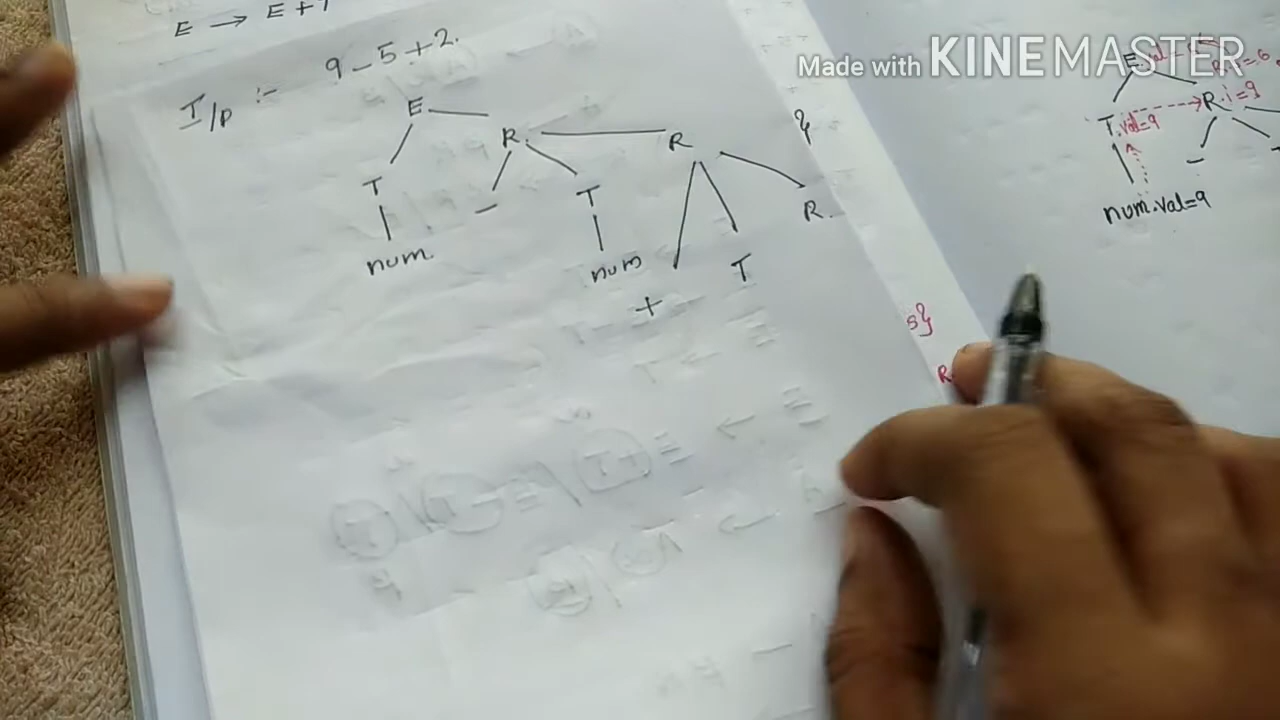 E → E+T
I/P :- 9-5+2.
Made with KINEMASTER
E
R R }
T - T R.
num. num + T
E
R.i=9
T.val=9
-
num.val=9
s}
R